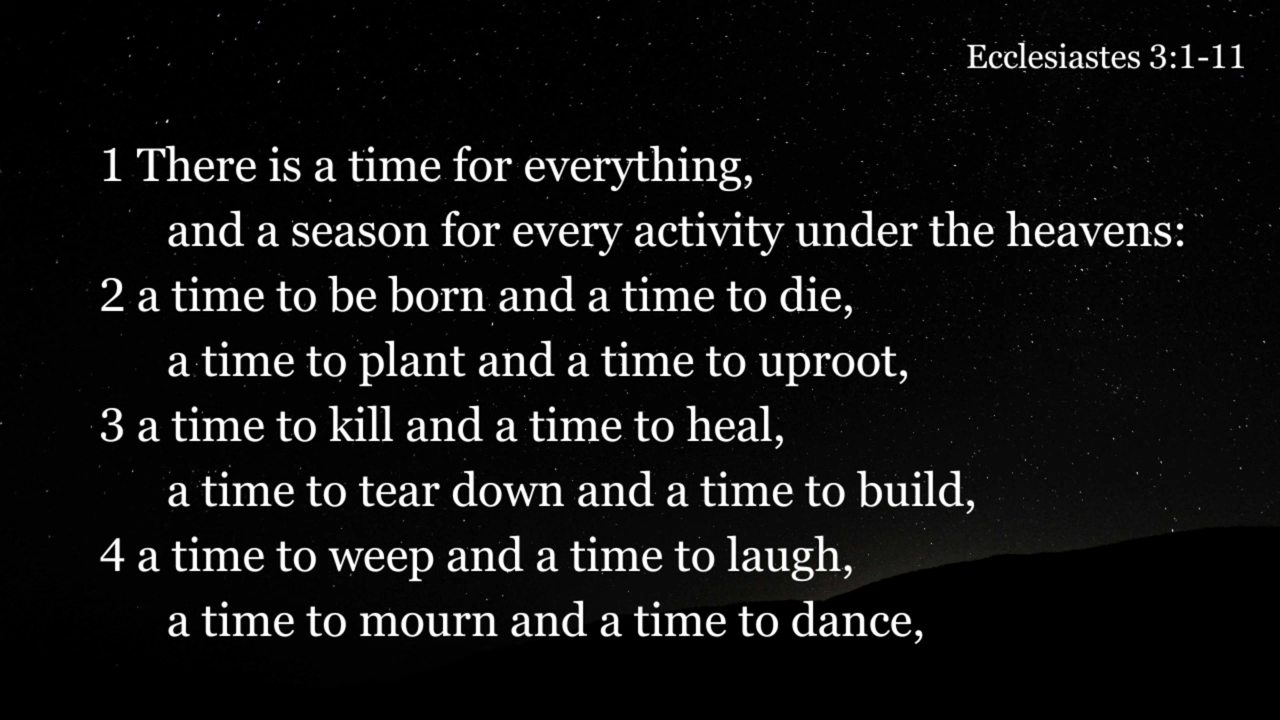 Ecclesiastes 3:1-11
1 There is a time for everything,
and a season for every activity under the heavens:
2 a time to be born and a time to die,
a time to plant and a time to uproot,
3 a time to kill and a time to heal,
a time to tear down and a time to build,
4 a time to weep and a time to laugh,
a time to mourn and a time to dance,